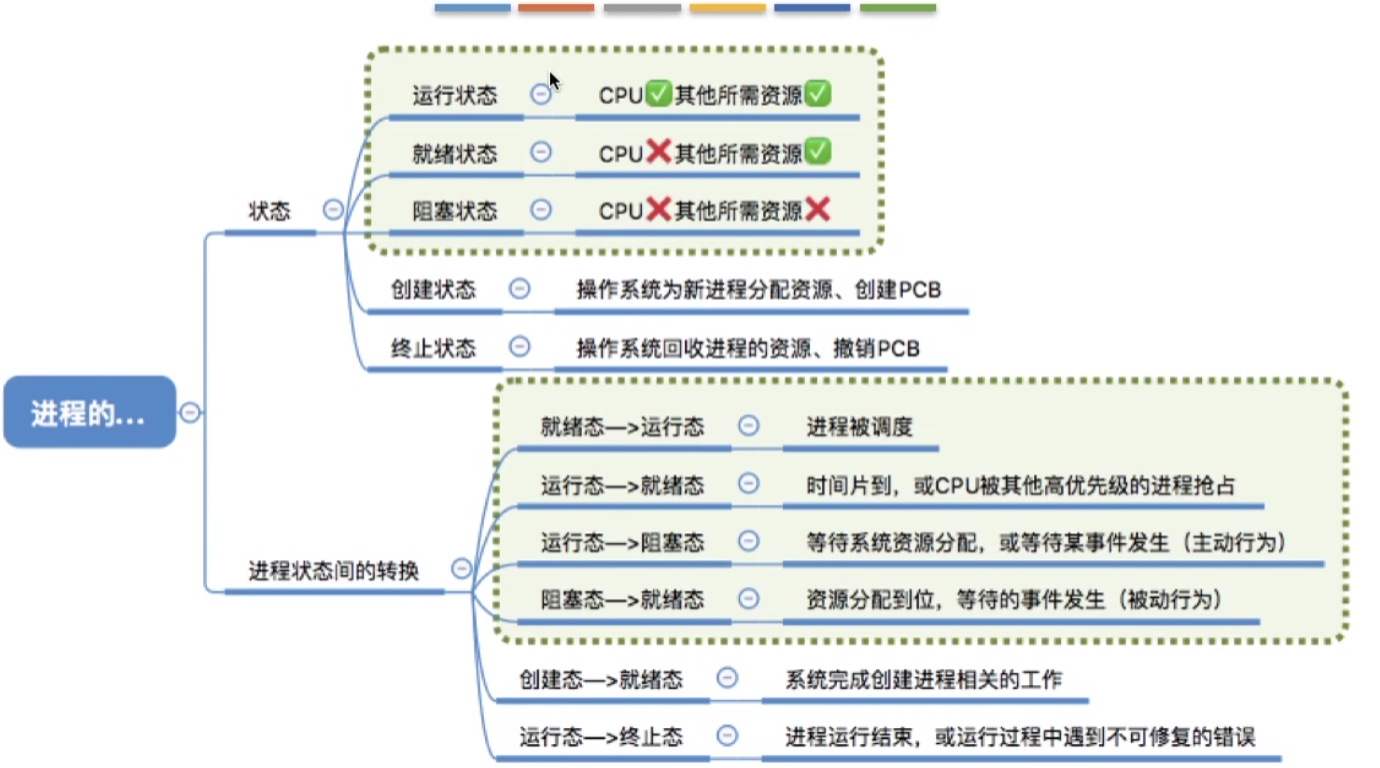 运行状态 CPU✅其他所需资源✅
就绪状态 CPU❌其他所需资源✅
状态
阻塞状态 CPU❌其他所需资源❌
创建状态 操作系统为新进程分配资源、创建PCB
终止状态 操作系统回收进程的资源、撤销PCB
进程的...
就绪态—>运行态 进程被调度
运行态—>就绪态 时间片到，或CPU被其他高优先级的进程抢占
运行态—>阻塞态 等待系统资源分配，或等待某事件发生（主动行为）
进程状态间的转换
阻塞态—>就绪态 资源分配到位，等待的事件发生（被动行为）
创建态—>就绪态 系统完成创建进程相关的工作
运行态—>终止态 进程运行结束，或运行过程中遇到不可修复的错误